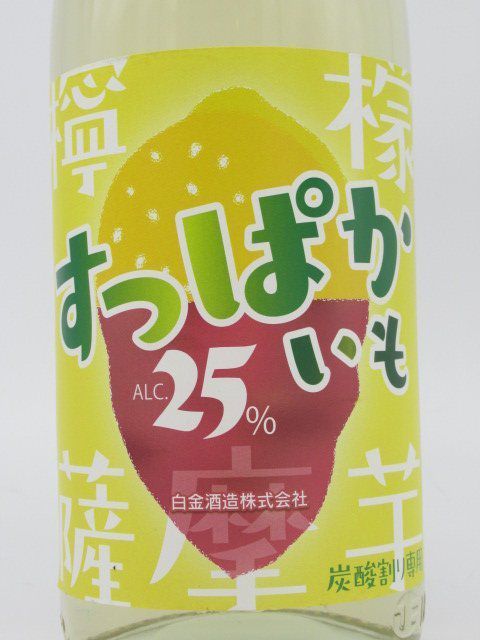 檸檬
すっぱか
いも
ALC. 25%
白金酒造株式会社
薩摩芋
炭酸割り専用